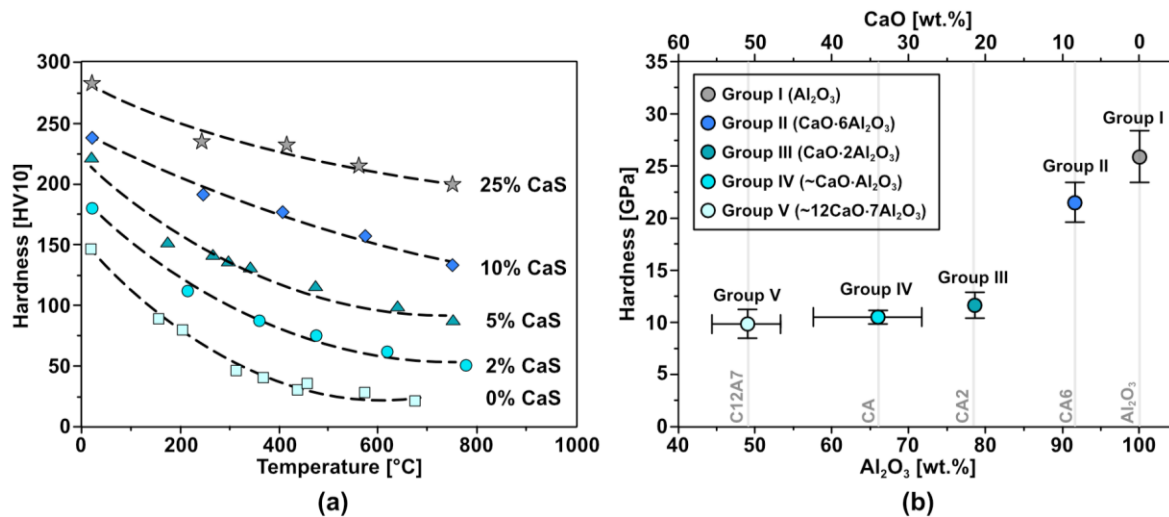 Hardness [HV10]
300
250
200
150
100
50
0
25% CaS
10% CaS
5% CaS
2% CaS
0% CaS
0 200 400 600 800 1000
Temperature [°C]
(a)
CaO [wt.%]
60 50 40 30 20 10 0
Hardness [GPa]
35
30
25
20
15
10
5
0
Group I (Al₂O₃)
Group II (CaO·6Al₂O₃)
Group III (CaO·2Al₂O₃)
Group IV (~CaO·Al₂O₃)
Group V (~12CaO·7Al₂O₃)
Group I
Group II
Group III
Group IV
Group V
C12A7
CA
CA2
CA6
Al₂O₃
40 50 60 70 80 90 100
Al₂O₃ [wt.%]
(b)